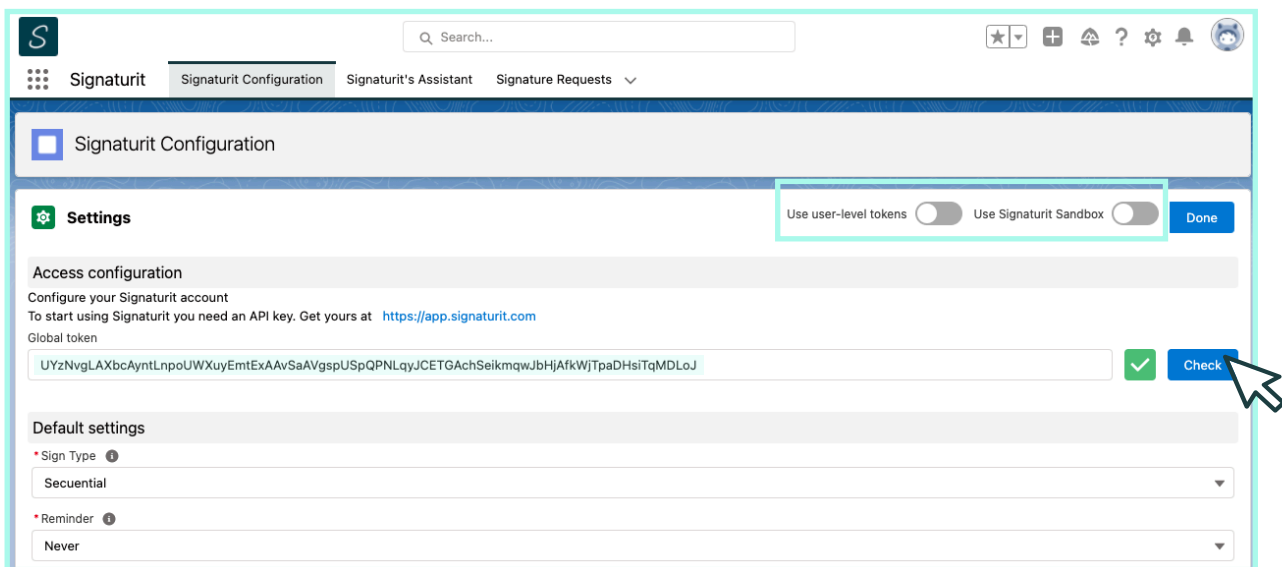 S
Search...
Signaturit
Signaturit Configuration
Signaturit's Assistant
Signature Requests
Signaturit Configuration
Settings
Use user-level tokens
Use Signaturit Sandbox
Done
Access configuration
Configure your Signaturit account
To start using Signaturit you need an API key. Get yours at https://app.signaturit.com
Global token
UYzNvgLAXbcAyntLnpoUWXuyEmtExAAvSaAVgspUSpQPNLqyJCETGAchSeikmqwJbHjAfkWjTpaDHsiTqMDLoJ
Check
Default settings
*Sign Type
Secuential
*Reminder
Never